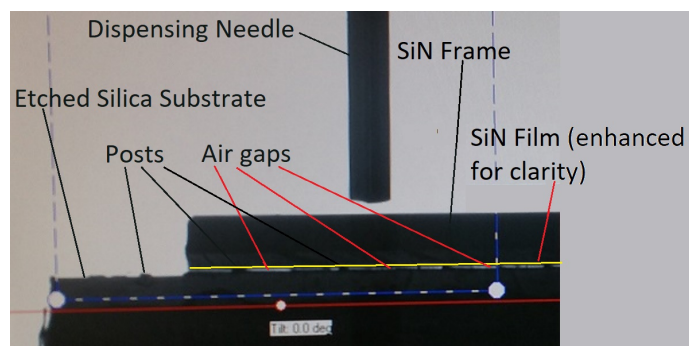 Dispensing Needle
SiN Frame
Etched Silica Substrate
SiN Film (enhanced
for clarity)
Posts
Air gaps
Tilt: 0.0 deg